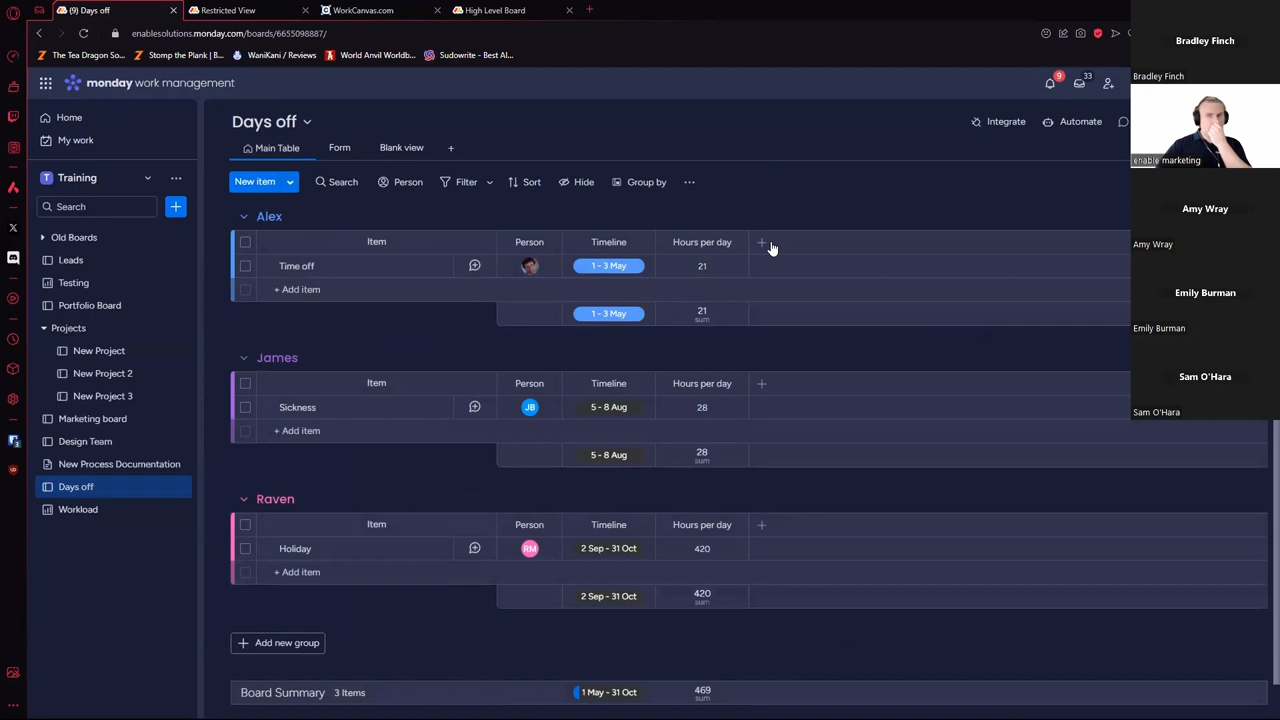 (9) Days off
Restricted View
WorkCanvas.com
High Level Board
enablesolutions.monday.com/boards/6655098887/
The Tea Dragon So...
Stomp the Plank | B...
WaniKani / Reviews
World Anvil Worldb...
Sudowrite - Best AI...
monday work management
9
33
Home
My work
T
Training
Search
Old Boards
Leads
Testing
Portfolio Board
Projects
New Project
New Project 2
New Project 3
Marketing board
Design Team
New Process Documentation
Days off
Workload
Days off
Integrate
Automate
Main Table
Form
Blank view
New item
Search
Person
Filter
Sort
Hide
Group by
Alex
Item Person Timeline Hours per day
Time off 1 - 3 May 21
+ Add item
1 - 3 May 21
sum
James
Item Person Timeline Hours per day
Sickness JB 5 - 8 Aug 28
+ Add item
5 - 8 Aug 28
sum
Raven
Item Person Timeline Hours per day
Holiday RM 2 Sep - 31 Oct 420
+ Add item
2 Sep - 31 Oct 420
sum
Add new group
Board Summary 3 Items 1 May - 31 Oct 469
sum
Bradley Finch
Bradley Finch
enable marketing
Amy Wray
Amy Wray
Emily Burman
Emily Burman
Sam O'Hara
Sam O'Hara